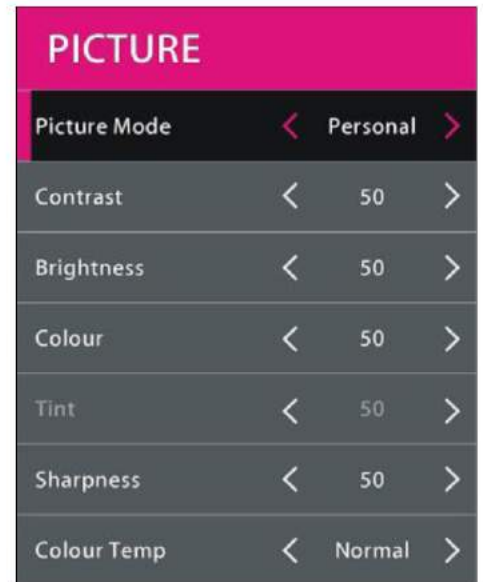 PICTURE
Picture Mode < Personal >
Contrast < 50 >
Brightness < 50 >
Colour < 50 >
Tint < 50 >
Sharpness < 50 >
Colour Temp < Normal >